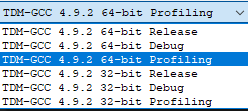 TDM-GCC 4.9.2 64-bit Profiling
TDM-GCC 4.9.2 64-bit Release
TDM-GCC 4.9.2 64-bit Debug
TDM-GCC 4.9.2 64-bit Profiling
TDM-GCC 4.9.2 32-bit Release
TDM-GCC 4.9.2 32-bit Debug
TDM-GCC 4.9.2 32-bit Profiling